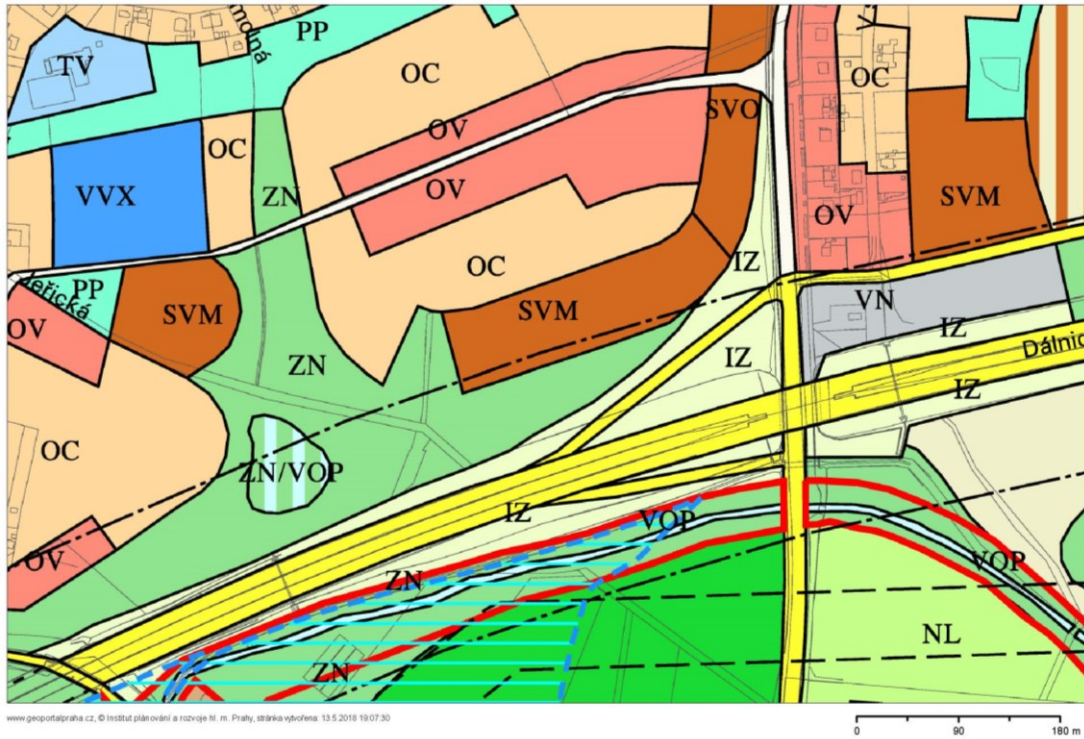 PP
TV
OC
OC
OV
SVO
OC
VVX
ZN
OV
SVM
OV
OC
IZ
PP
SVM
SVM
VN
OV
IZ
IZ
ZN
IZ
OC
ZN/VOP
IZ
VOP
OV
ZN
VOP
NL
ZN
www.geoportalpraha.cz, © Institut plánování a rozvoje hl. m. Prahy, stránka vytvořena: 13.5.2018 19:07:30
0 90 180 m